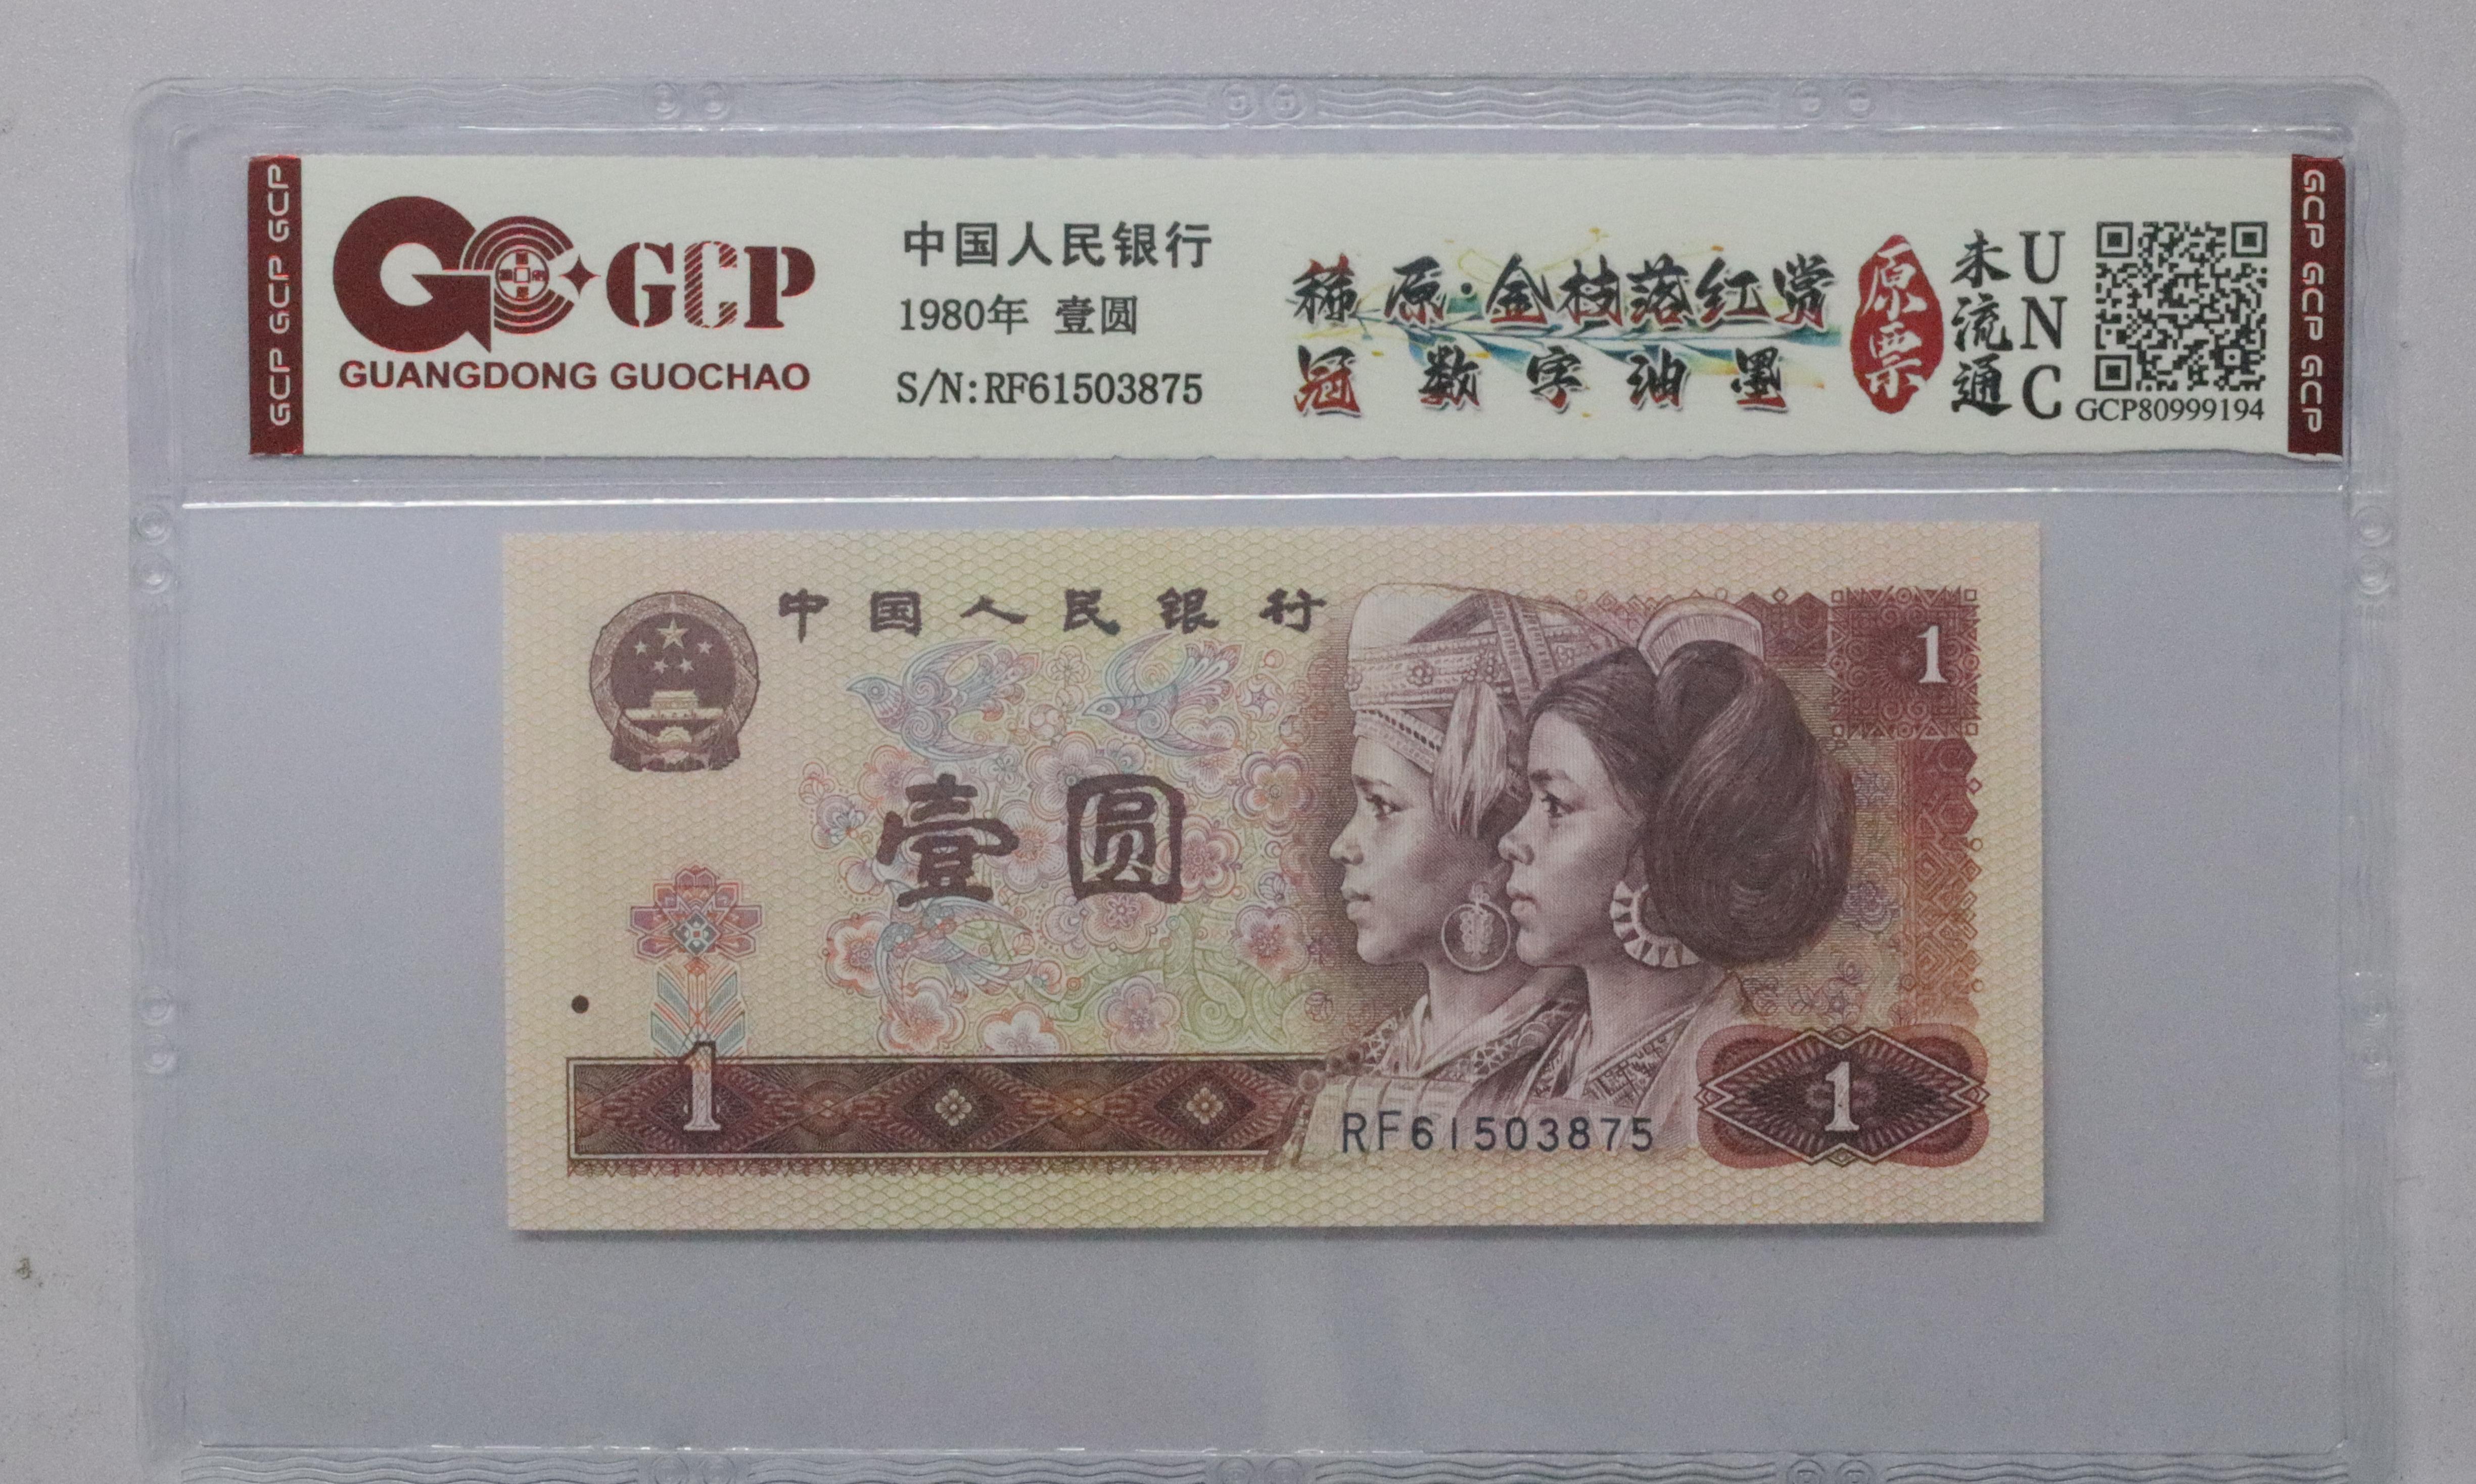 GCP GCP GCP
GCP
GUANGDONG GUOCHAO
中国人民银行
1980年 壹圆
S/N:RF61503875
稀原·金枝落红赏
冠数字油墨
原票
未流通
UNC
GCP80999194
GCP GCP GCP
中国人民银行
1
壹圆
1
RF61503875
1